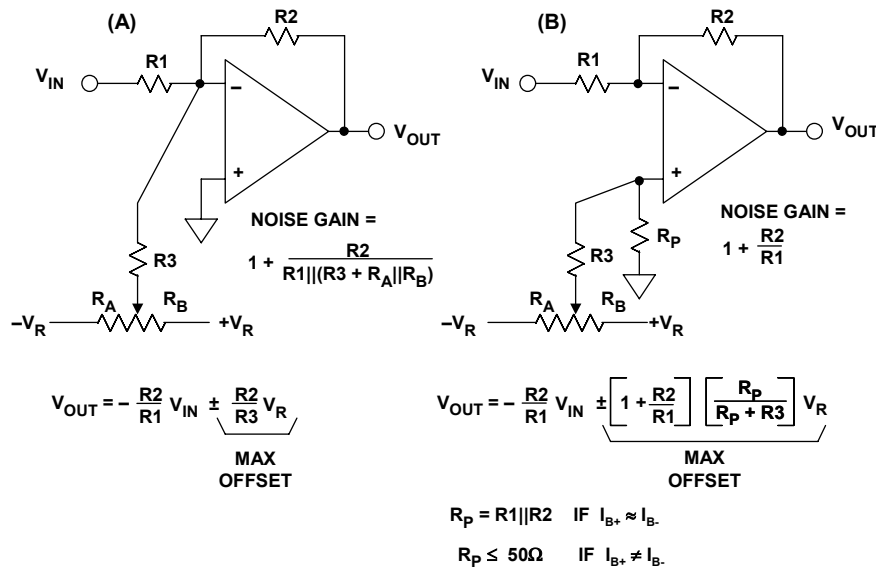 (A)
R2
R1
V_IN
−
+
V_OUT
NOISE GAIN =
1 + R2 / R1||(R3 + R_A||R_B)
R3
R_A
R_B
−V_R
+V_R
V_OUT = − R2/R1 V_IN ± R2/R3 V_R
MAX
OFFSET
(B)
R2
R1
V_IN
−
+
V_OUT
NOISE GAIN =
1 + R2/R1
R_P
R3
R_A
R_B
−V_R
+V_R
V_OUT = − R2/R1 V_IN ± [1 + R2/R1] [R_P / R_P + R3] V_R
MAX
OFFSET
R_P = R1||R2 IF I_B+ ≈ I_B-
R_P ≤ 50Ω IF I_B+ ≠ I_B-